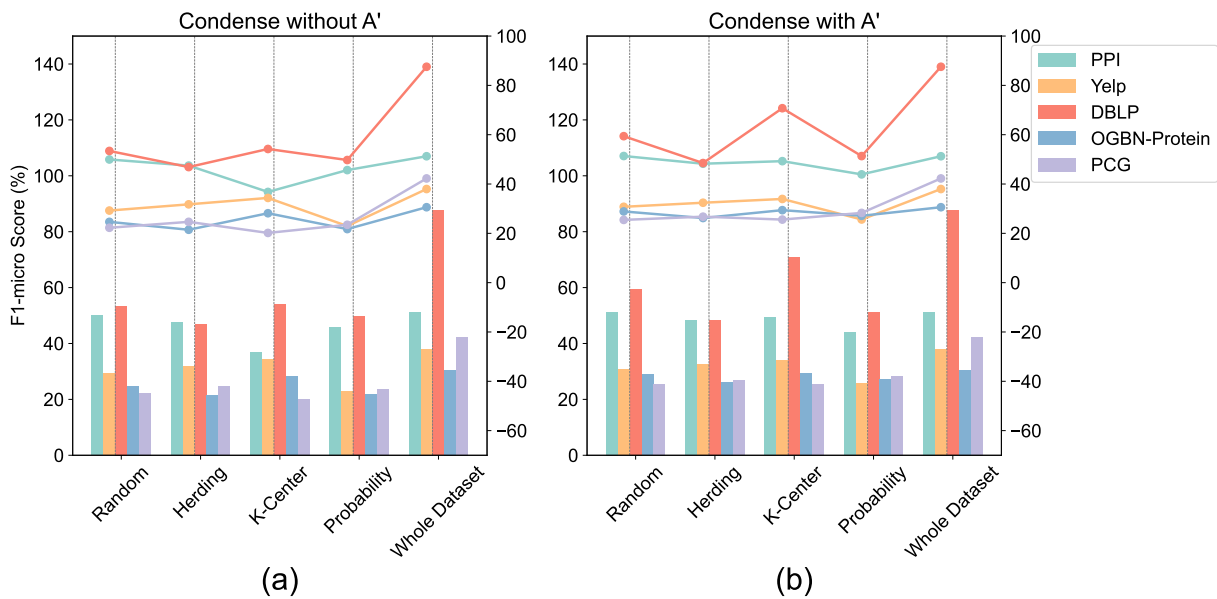 Condense without A'
Condense with A'
F1-micro Score (%)
140
120
100
80
60
40
20
0
100
80
60
40
20
0
−20
−40
−60
Random
Herding
K-Center
Probability
Whole Dataset
(a)
140
120
100
80
60
40
20
0
100
80
60
40
20
0
−20
−40
−60
Random
Herding
K-Center
Probability
Whole Dataset
(b)
PPI
Yelp
DBLP
OGBN-Protein
PCG